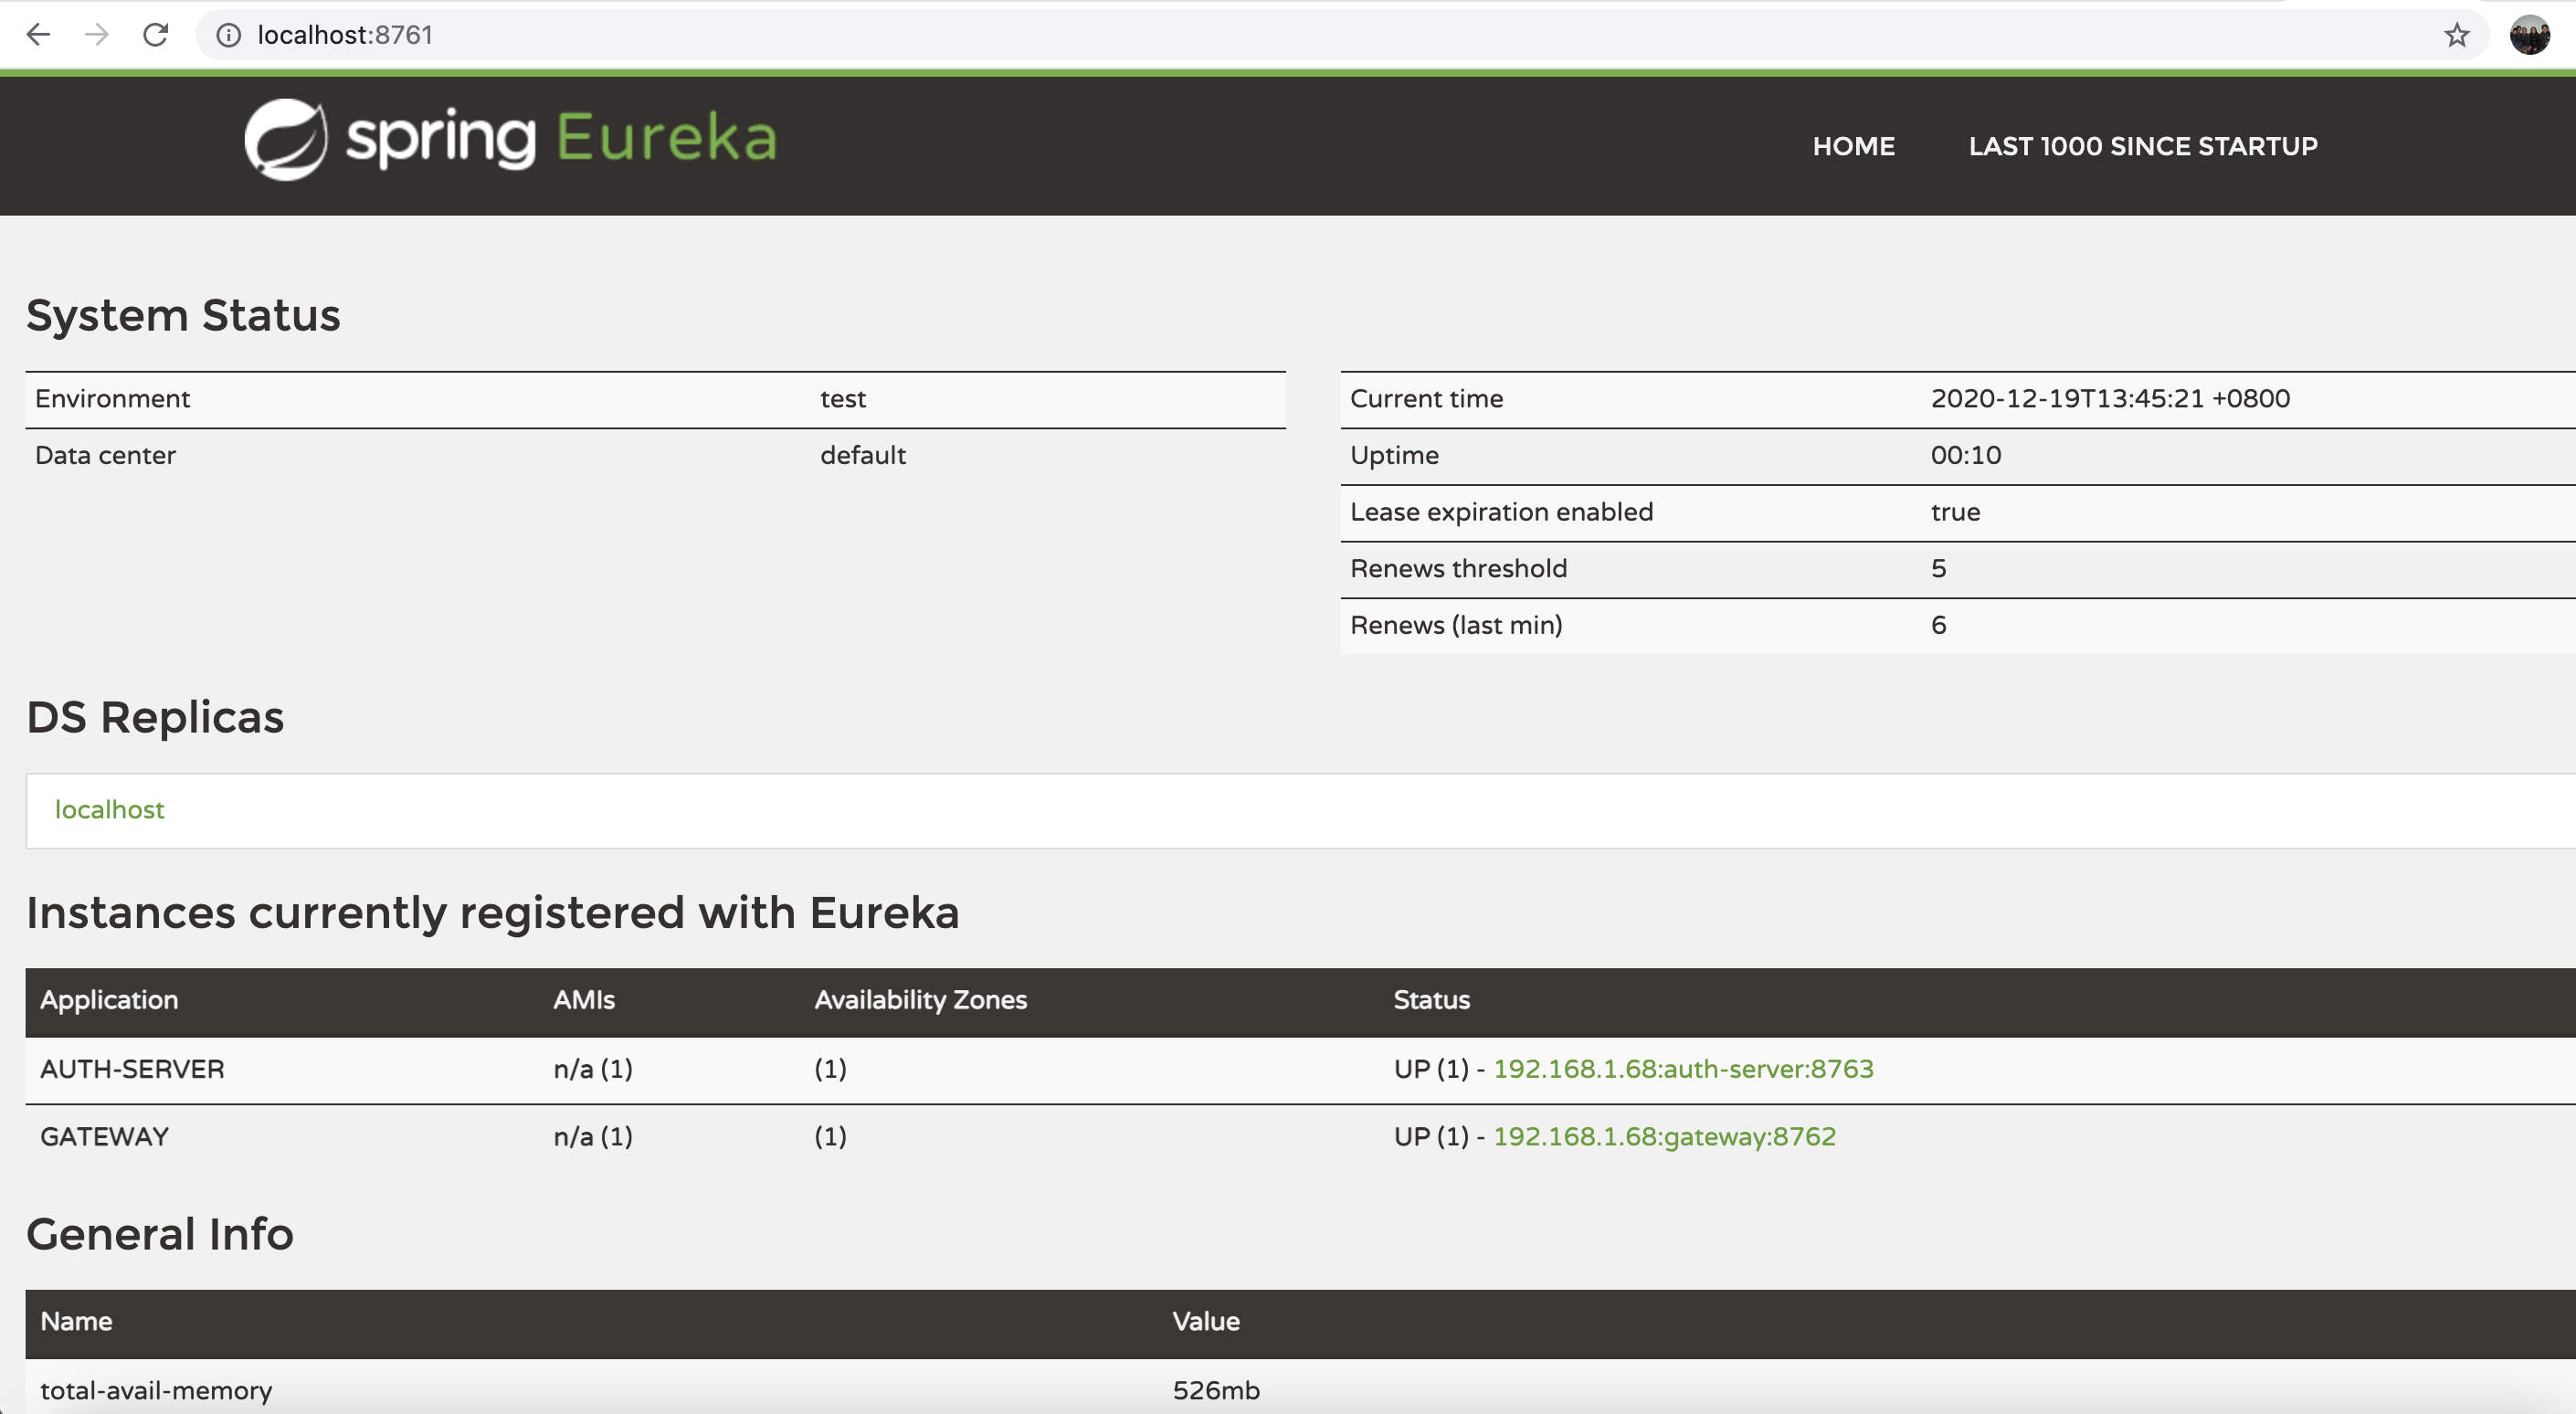 localhost:8761
spring Eureka
HOME LAST 1000 SINCE STARTUP
System Status
Environment test
Data center default
Current time 2020-12-19T13:45:21 +0800
Uptime 00:10
Lease expiration enabled true
Renews threshold 5
Renews (last min) 6
DS Replicas
localhost
Instances currently registered with Eureka
Application AMIs Availability Zones Status
AUTH-SERVER n/a (1) (1) UP (1) - 192.168.1.68:auth-server:8763
GATEWAY n/a (1) (1) UP (1) - 192.168.1.68:gateway:8762
General Info
Name Value
total-avail-memory 526mb